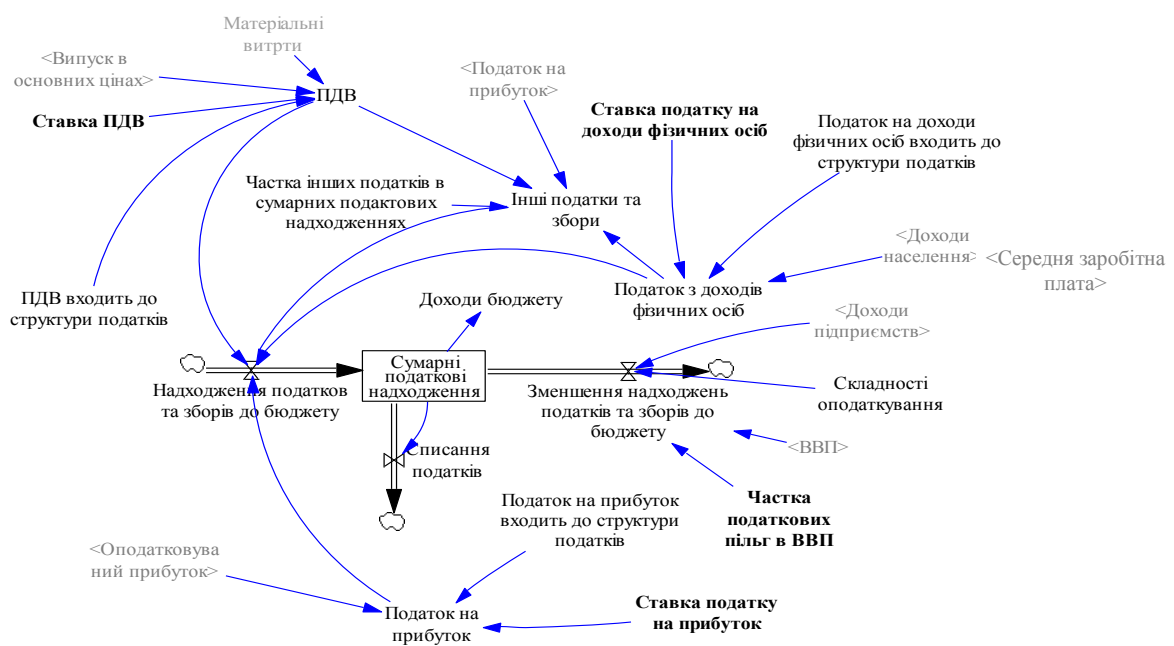 Матеріальні
витрти
<Випуск в
основних цінах>
ПДВ
Ставка ПДВ
<Податок на
прибуток>
Ставка податку на
доходи фізичних осіб
Податок на доходи
фізичних осіб входить до
структури податків
Частка інших податків в
сумарних подактових
надходженнях
Інші податки та
збори
<Доходи
населення>
<Середня заробітна
плата>
ПДВ входить до
структури податків
Доходи бюджету
Податок з доходів
фізичних осіб
<Доходи
підприємств>
Сумарні
податкові
надходження
Надходження податков
та зборів до бюджету
Зменшення надходжень
податків та зборів до
бюджету
Складності
оподаткування
<ВВП>
Списання
податків
Частка
податкових
пільг в ВВП
Податок на прибуток
входить до структури
податків
<Оподатковува
ний прибуток>
Податок на
прибуток
Ставка податку
на прибуток